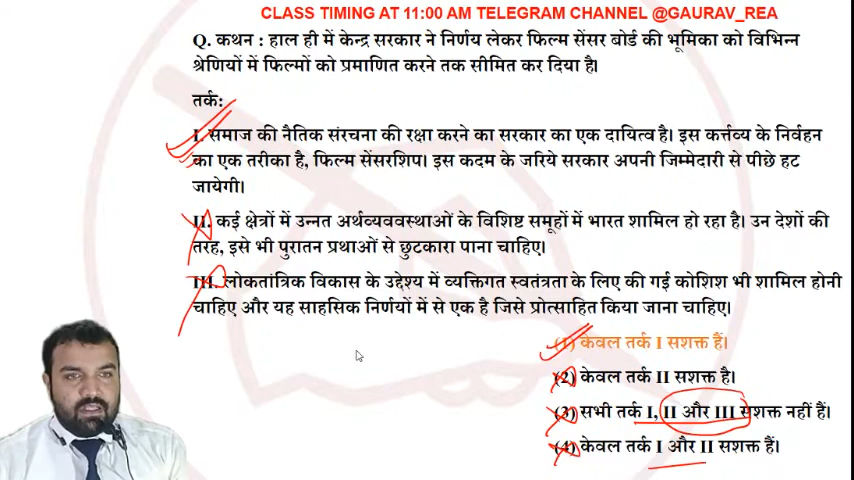 CLASS TIMING AT 11:00 AM TELEGRAM CHANNEL @GAURAV_REA
Q. कथन : हाल ही में केन्द्र सरकार ने निर्णय लेकर फिल्म सेंसर बोर्ड की भूमिका को विभिन्न
श्रेणियों में फिल्मों को प्रमाणित करने तक सीमित कर दिया है।
तर्क:
I. समाज की नैतिक संरचना की रक्षा करने का सरकार का एक दायित्व है। इस कर्त्तव्य के निर्वहन
का एक तरीका है, फिल्म सेंसरशिप। इस कदम के जरिये सरकार अपनी जिम्मेदारी से पीछे हट
जायेगी।
II. कई क्षेत्रों में उन्नत अर्थव्यववस्थाओं के विशिष्ट समूहों में भारत शामिल हो रहा है। उन देशों की
तरह, इसे भी पुरातन प्रथाओं से छुटकारा पाना चाहिए।
III. लोकतांत्रिक विकास के उद्देश्य में व्यक्तिगत स्वतंत्रता के लिए की गई कोशिश भी शामिल होनी
चाहिए और यह साहसिक निर्णयों में से एक है जिसे प्रोत्साहित किया जाना चाहिए।
(1) केवल तर्क I सशक्त हैं।
(2) केवल तर्क II सशक्त है।
(3) सभी तर्क I, II और III सशक्त नहीं हैं।
(4) केवल तर्क I और II सशक्त हैं।